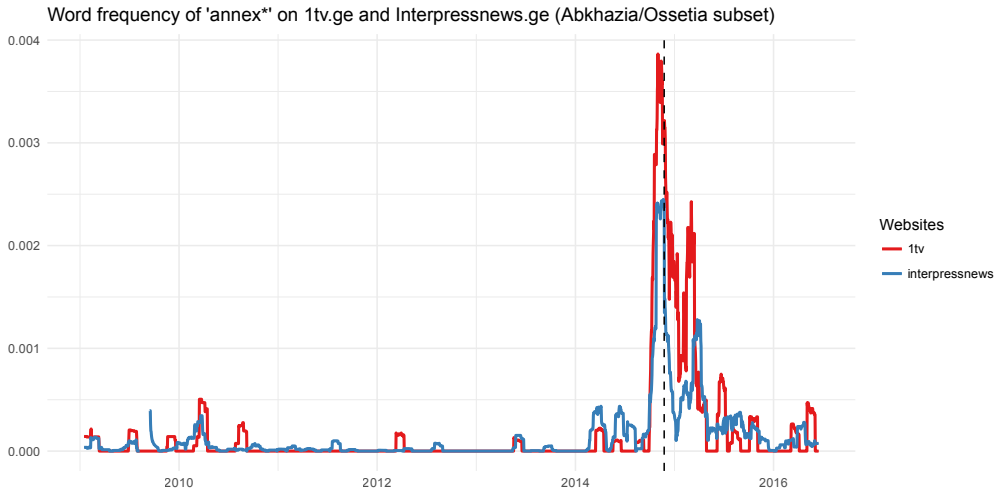 Word frequency of 'annex*' on 1tv.ge and Interpressnews.ge (Abkhazia/Ossetia subset)
0.004
0.003
0.002
0.001
0.000
2010
2012
2014
2016
Websites
1tv
interpressnews